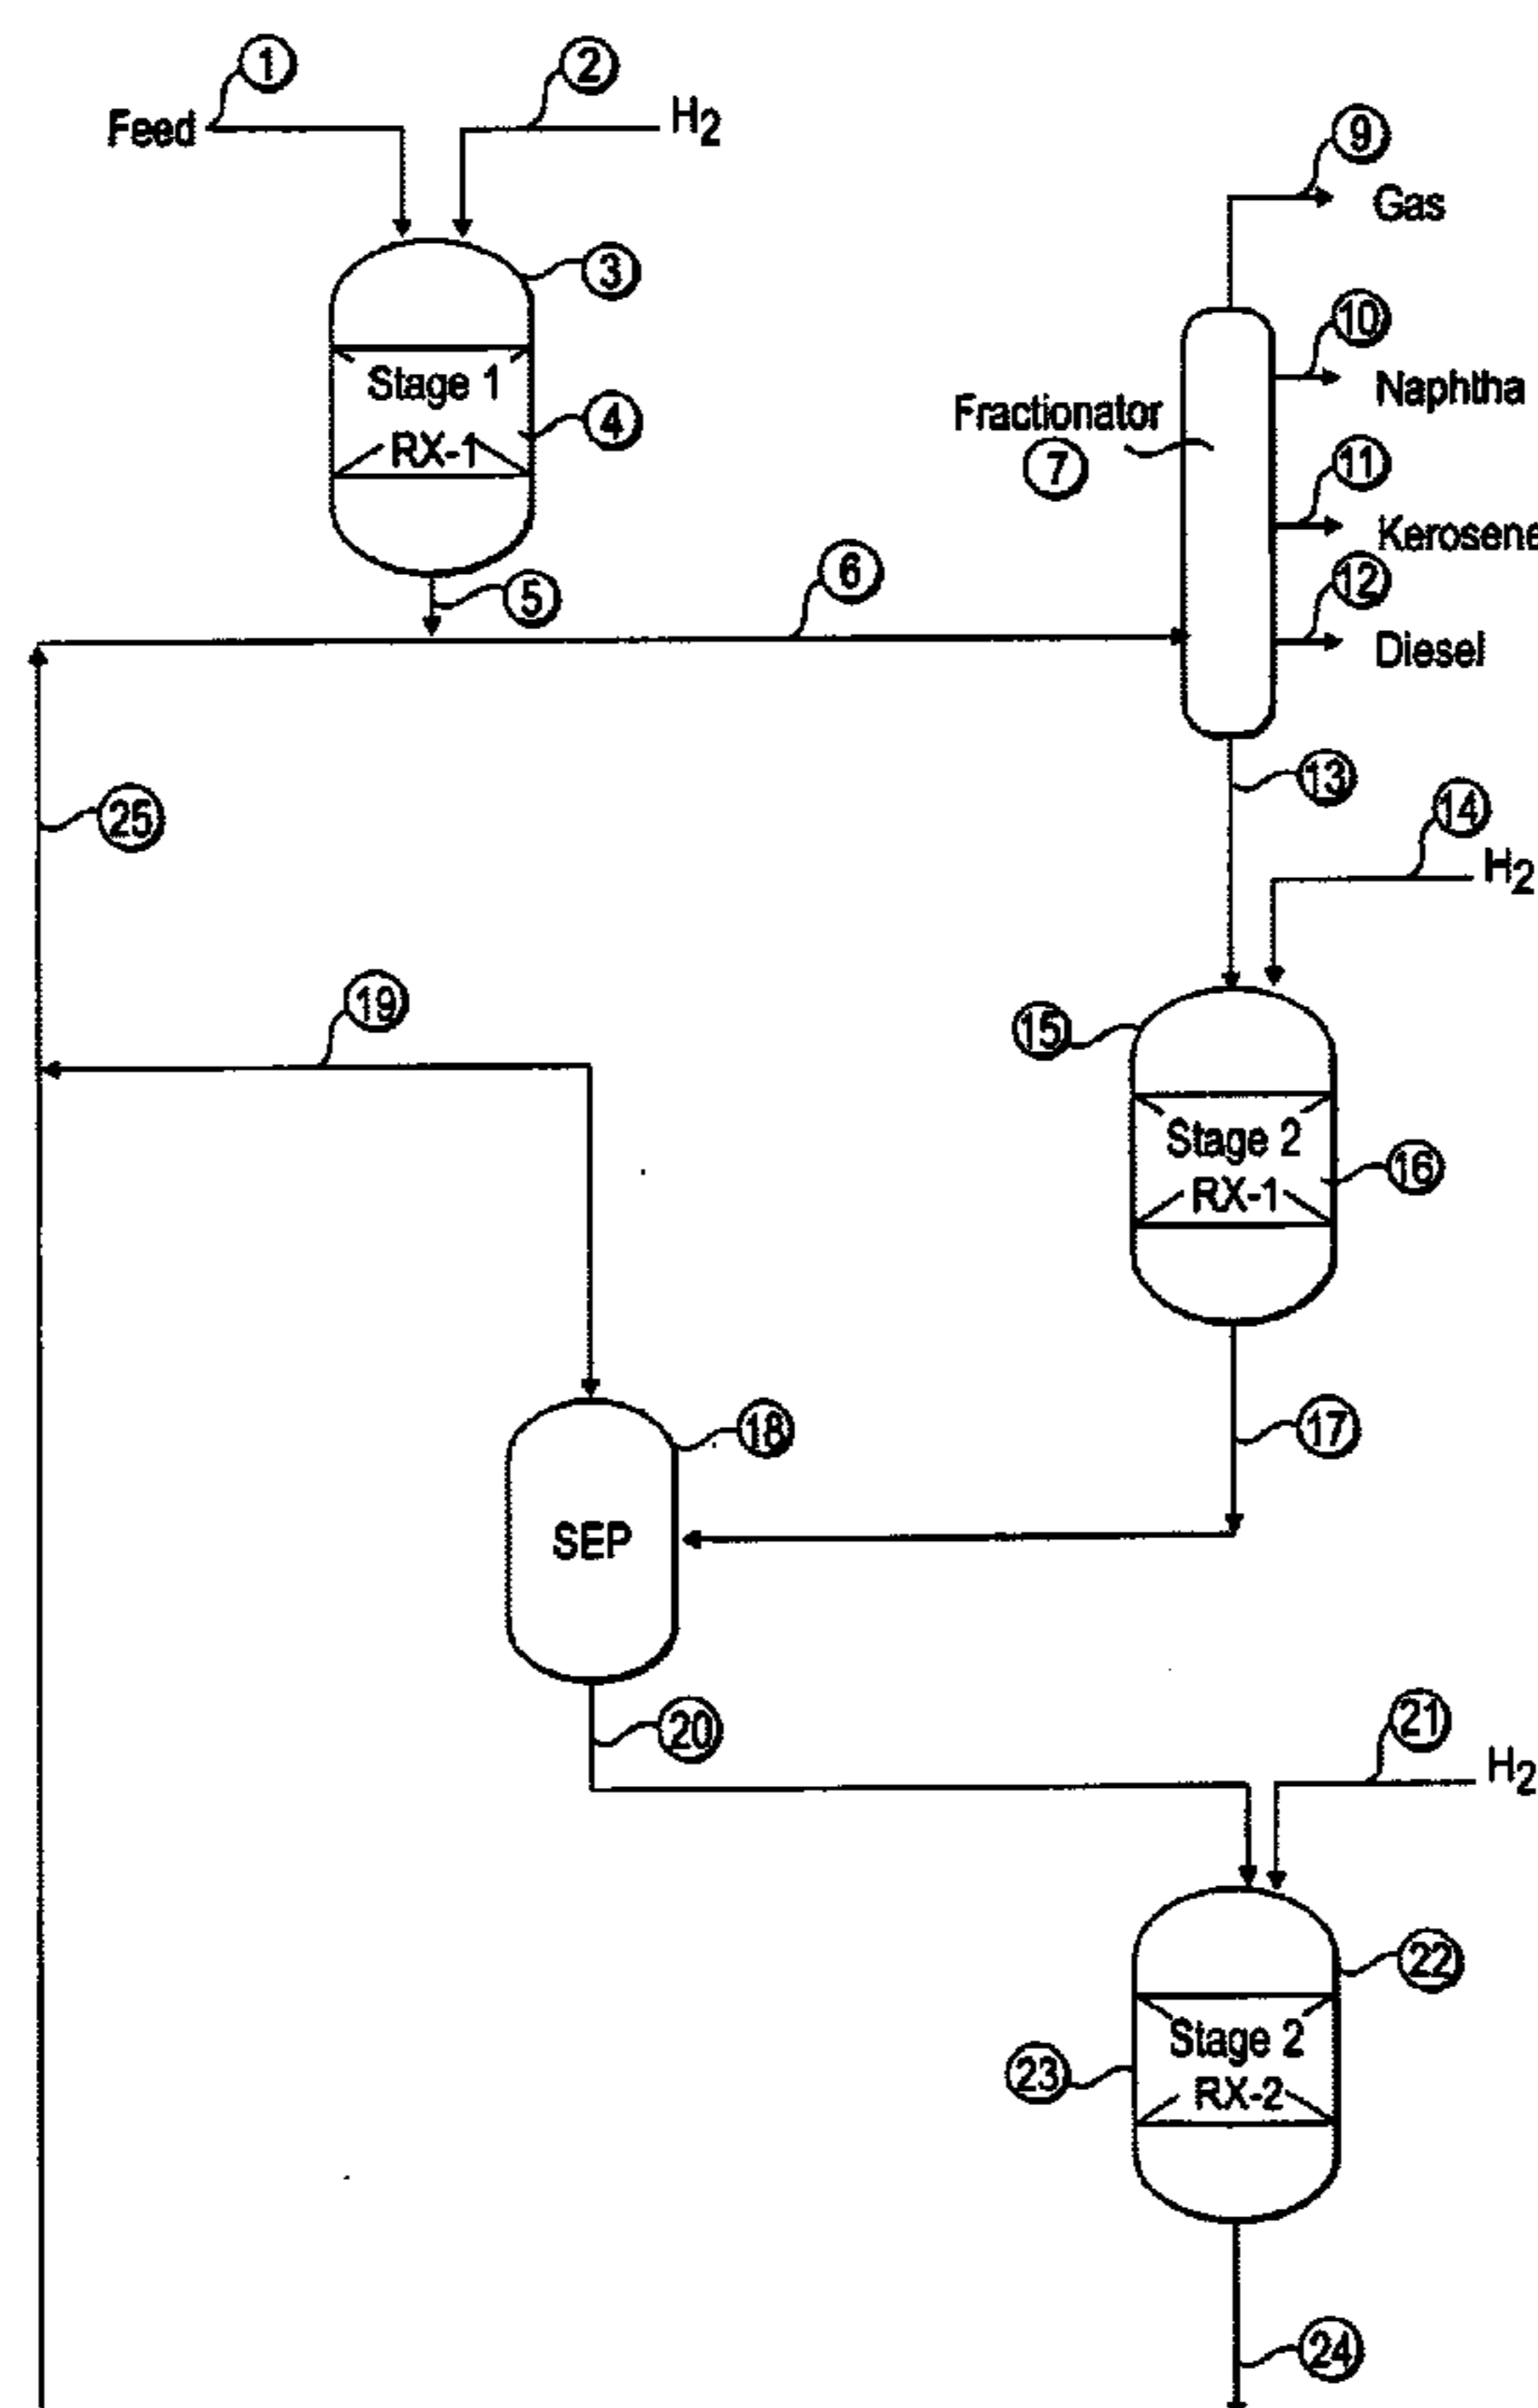 1
2
Feed
H2
9
Gas
3
10
Stage 1
Naphtha
4
Fractionator
RX-1
7
11
Kerosene
6
5
12
Diesel
13
25
14
H2
19
15
Stage 2
16
RX-1
17
18
SEP
20
21
H2
22
Stage 2
23
RX-2
24